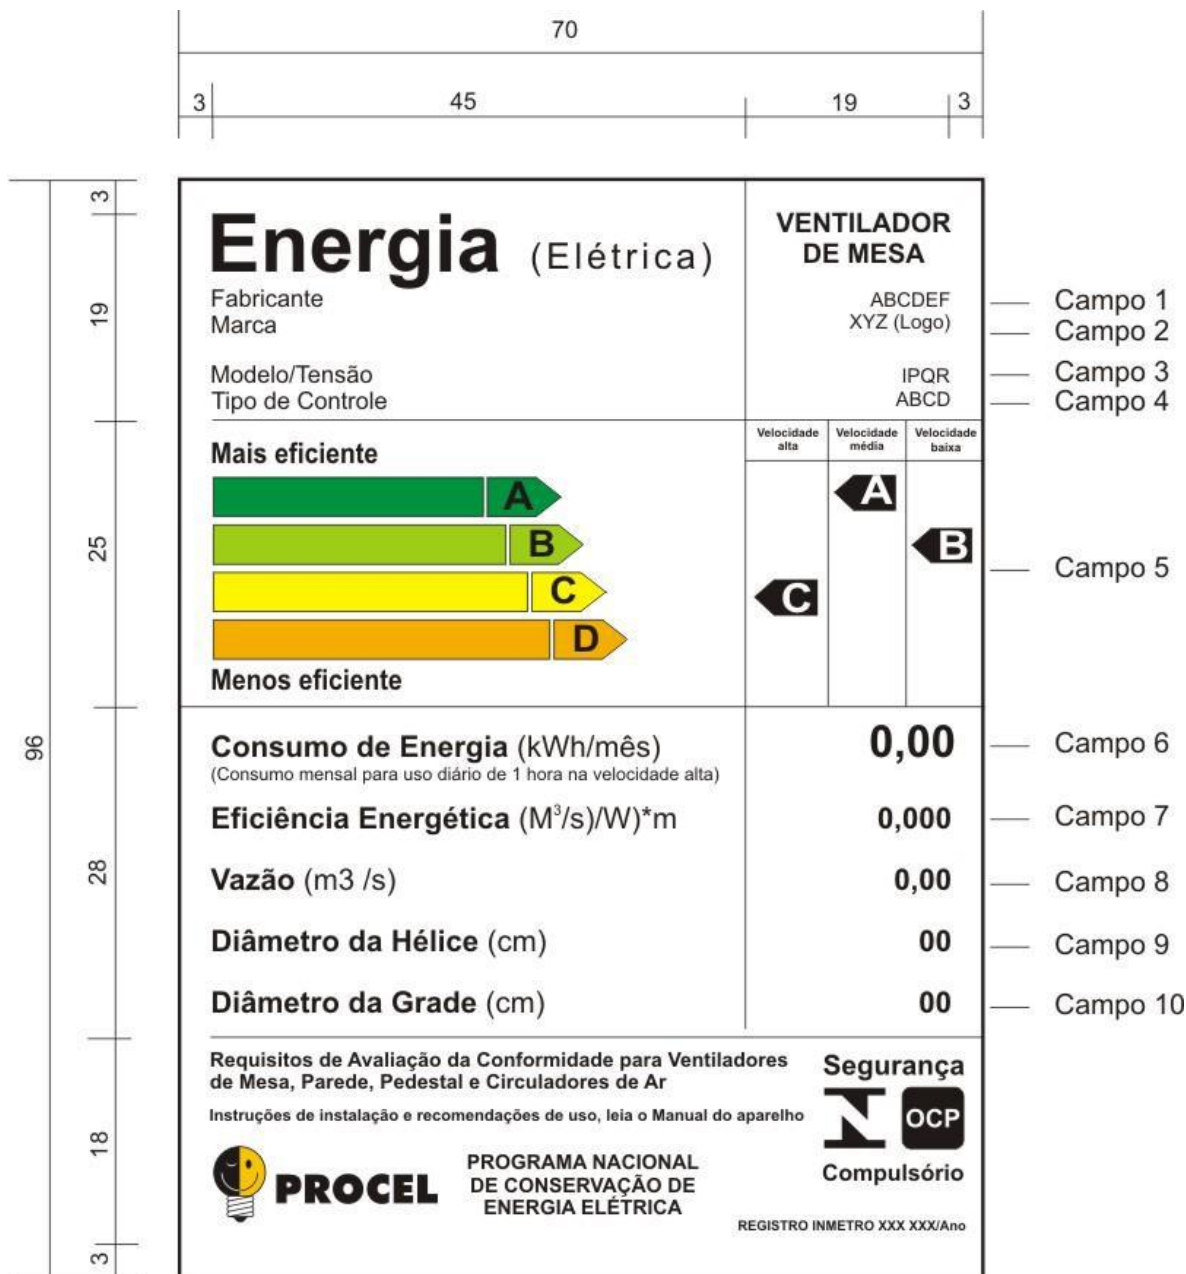 70
3 45 19 3
3
Energia (Elétrica)
VENTILADOR
DE MESA
19
Fabricante ABCDEF Campo 1
Marca XYZ (Logo) Campo 2
Modelo/Tensão IPQR Campo 3
Tipo de Controle ABCD Campo 4
Velocidade alta Velocidade média Velocidade baixa
Mais eficiente
A A
25
B B
Campo 5
C C
D
Menos eficiente
96
Consumo de Energia (kWh/mês) 0,00 Campo 6
(Consumo mensal para uso diário de 1 hora na velocidade alta)
Eficiência Energética (M³/s)/W)*m 0,000 Campo 7
28
Vazão (m3 /s) 0,00 Campo 8
Diâmetro da Hélice (cm) 00 Campo 9
Diâmetro da Grade (cm) 00 Campo 10
Requisitos de Avaliação da Conformidade para Ventiladores
de Mesa, Parede, Pedestal e Circuladores de Ar
Instruções de instalação e recomendações de uso, leia o Manual do aparelho
Segurança
OCP
Compulsório
18
PROCEL
PROGRAMA NACIONAL
DE CONSERVAÇÃO DE
ENERGIA ELÉTRICA
REGISTRO INMETRO XXX XXX/Ano
3